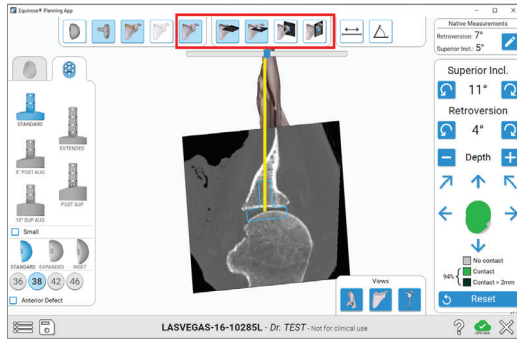 Equinoxe® Planning App
Native Measurements
Retroversion: 7°
Superior Incl.: 5°
Superior Incl.
11°
Retroversion
4°
Depth
No contact
94%
Contact
Contact > 2mm
Reset
STANDARD
EXTENDED
8° POST AUG
POST SUP
10° SUP AUG
Small
STANDARD EXPANDED INSET
36 38 42 46
Anterior Defect
Views
LASVEGAS-16-10285L - Dr. TEST - Not for clinical use